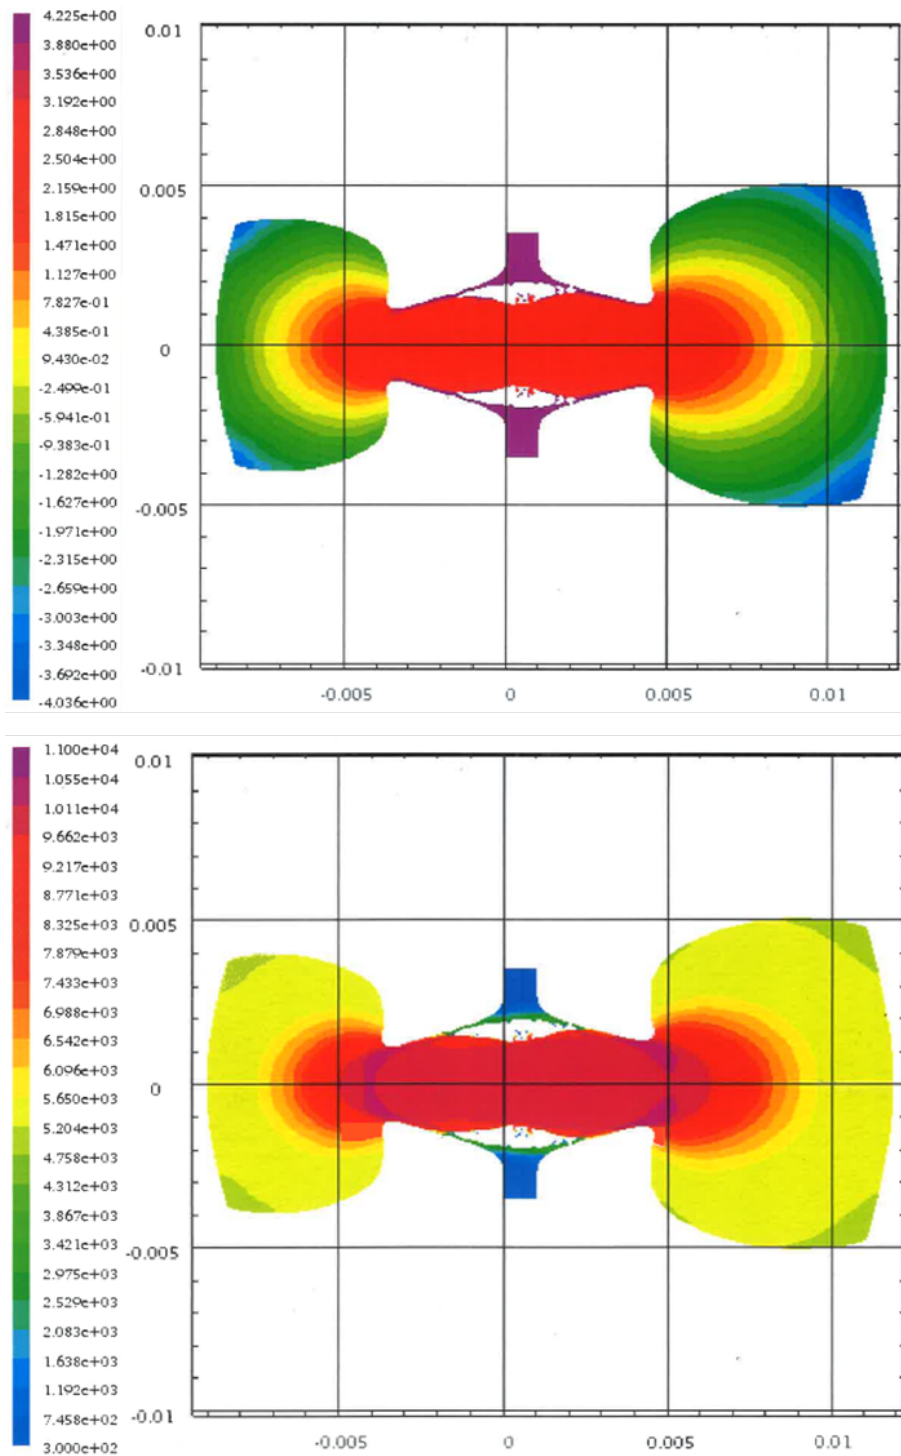 4.225e+00
3.880e+00
3.536e+00
3.192e+00
2.848e+00
2.504e+00
2.159e+00
1.815e+00
1.471e+00
1.127e+00
7.827e-01
4.385e-01
9.430e-02
-2.499e-01
-5.941e-01
-9.383e-01
-1.282e+00
-1.627e+00
-1.971e+00
-2.315e+00
-2.659e+00
-3.003e+00
-3.348e+00
-3.692e+00
-4.036e+00
0.01
0.005
0
-0.005
-0.01
-0.005 0 0.005 0.01
1.100e+04
1.055e+04
1.011e+04
9.662e+03
9.217e+03
8.771e+03
8.325e+03
7.879e+03
7.433e+03
6.988e+03
6.542e+03
6.096e+03
5.650e+03
5.204e+03
4.758e+03
4.312e+03
3.867e+03
3.421e+03
2.975e+03
2.529e+03
2.083e+03
1.638e+03
1.192e+03
7.458e+02
3.000e+02
0.01
0.005
0
-0.005
-0.01
-0.005 0 0.005 0.01